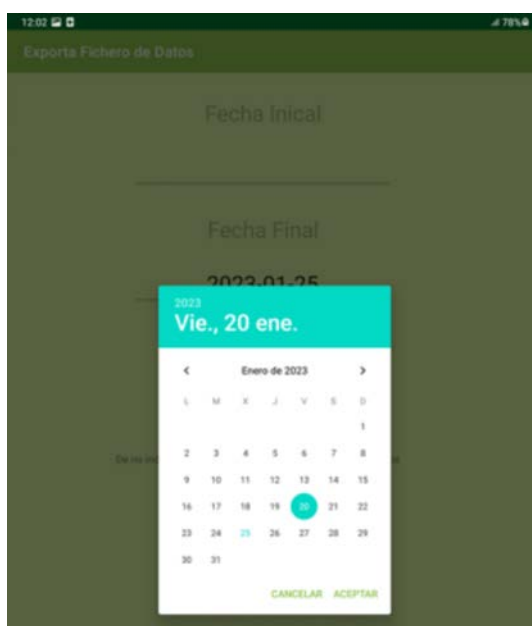 12:02
78%
Exporta Fichero de Datos
Fecha Inical
Fecha Final
2023-01-25
2023
Vie., 20 ene.
Enero de 2023
L M X J V S D
1
2 3 4 5 6 7 8
De no
9 10 11 12 13 14 15
16 17 18 19 20 21 22
23 24 25 26 27 28 29
30 31
CANCELAR ACEPTAR